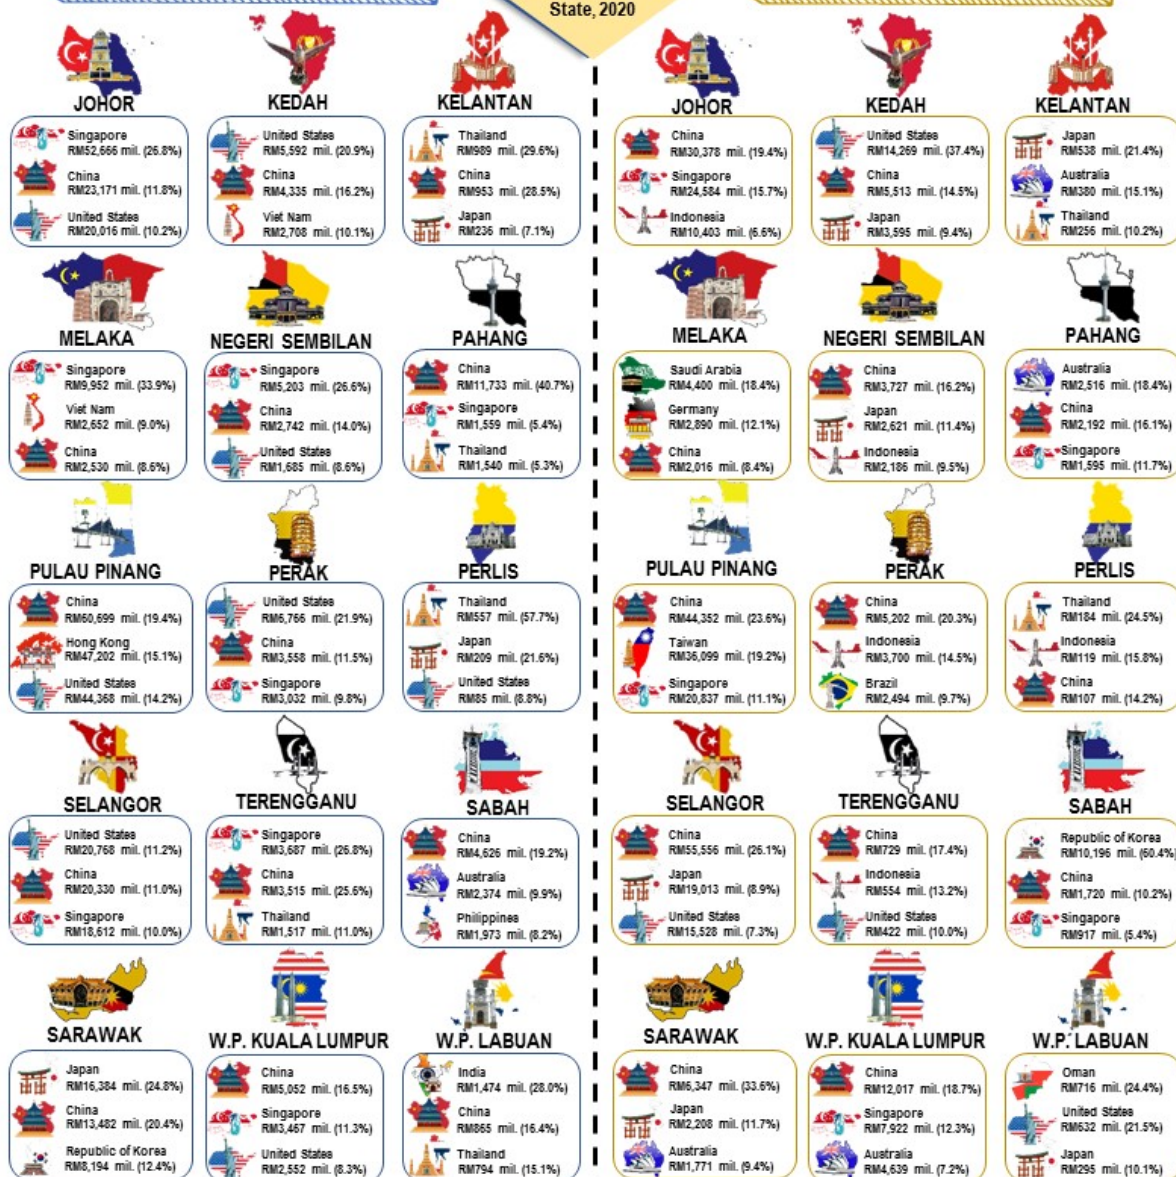 State, 2020
JOHOR
Singapore
RM52,666 mil. (26.8%)
China
RM23,171 mil. (11.8%)
United States
RM20,016 mil. (10.2%)
KEDAH
United States
RM5,592 mil. (20.9%)
China
RM4,335 mil. (16.2%)
Viet Nam
RM2,708 mil. (10.1%)
KELANTAN
Thailand
RM989 mil. (29.6%)
China
RM953 mil. (28.5%)
Japan
RM236 mil. (7.1%)
MELAKA
Singapore
RM9,952 mil. (33.9%)
Viet Nam
RM2,652 mil. (9.0%)
China
RM2,530 mil. (8.6%)
NEGERI SEMBILAN
Singapore
RM5,203 mil. (26.6%)
China
RM2,742 mil. (14.0%)
United States
RM1,685 mil. (8.6%)
PAHANG
China
RM11,733 mil. (40.7%)
Singapore
RM1,559 mil. (5.4%)
Thailand
RM1,540 mil. (5.3%)
PULAU PINANG
China
RM60,699 mil. (19.4%)
Hong Kong
RM47,202 mil. (15.1%)
United States
RM44,368 mil. (14.2%)
PERAK
United States
RM6,766 mil. (21.9%)
China
RM3,558 mil. (11.5%)
Singapore
RM3,032 mil. (9.8%)
PERLIS
Thailand
RM557 mil. (57.7%)
Japan
RM209 mil. (21.6%)
United States
RM85 mil. (8.8%)
SELANGOR
United States
RM20,768 mil. (11.2%)
China
RM20,330 mil. (11.0%)
Singapore
RM18,612 mil. (10.0%)
TERENGGANU
Singapore
RM3,687 mil. (26.8%)
China
RM3,515 mil. (25.6%)
Thailand
RM1,517 mil. (11.0%)
SABAH
China
RM4,626 mil. (19.2%)
Australia
RM2,374 mil. (9.9%)
Philippines
RM1,973 mil. (8.2%)
SARAWAK
Japan
RM16,384 mil. (24.8%)
China
RM13,482 mil. (20.4%)
Republic of Korea
RM8,194 mil. (12.4%)
W.P. KUALA LUMPUR
China
RM5,052 mil. (16.5%)
Singapore
RM3,467 mil. (11.3%)
United States
RM2,552 mil. (8.3%)
W.P. LABUAN
India
RM1,474 mil. (28.0%)
China
RM865 mil. (16.4%)
Thailand
RM794 mil. (15.1%)
JOHOR
China
RM30,378 mil. (19.4%)
Singapore
RM24,584 mil. (15.7%)
Indonesia
RM10,403 mil. (6.6%)
KEDAH
United States
RM14,269 mil. (37.4%)
China
RM5,513 mil. (14.5%)
Japan
RM3,595 mil. (9.4%)
KELANTAN
Japan
RM538 mil. (21.4%)
Australia
RM380 mil. (15.1%)
Thailand
RM256 mil. (10.2%)
MELAKA
Saudi Arabia
RM4,400 mil. (18.4%)
Germany
RM2,890 mil. (12.1%)
China
RM2,016 mil. (8.4%)
NEGERI SEMBILAN
China
RM3,727 mil. (16.2%)
Japan
RM2,621 mil. (11.4%)
Indonesia
RM2,186 mil. (9.5%)
PAHANG
Australia
RM2,516 mil. (18.4%)
China
RM2,192 mil. (16.1%)
Singapore
RM1,595 mil. (11.7%)
PULAU PINANG
China
RM44,352 mil. (23.6%)
Taiwan
RM36,099 mil. (19.2%)
Singapore
RM20,837 mil. (11.1%)
PERAK
China
RM5,202 mil. (20.3%)
Indonesia
RM3,700 mil. (14.5%)
Brazil
RM2,494 mil. (9.7%)
PERLIS
Thailand
RM184 mil. (24.5%)
Indonesia
RM119 mil. (15.8%)
China
RM107 mil. (14.2%)
SELANGOR
China
RM55,556 mil. (26.1%)
Japan
RM19,013 mil. (8.9%)
United States
RM15,528 mil. (7.3%)
TERENGGANU
China
RM729 mil. (17.4%)
Indonesia
RM554 mil. (13.2%)
United States
RM422 mil. (10.0%)
SABAH
Republic of Korea
RM10,196 mil. (60.4%)
China
RM1,720 mil. (10.2%)
Singapore
RM917 mil. (5.4%)
SARAWAK
China
RM6,347 mil. (33.6%)
Japan
RM2,208 mil. (11.7%)
Australia
RM1,771 mil. (9.4%)
W.P. KUALA LUMPUR
China
RM12,017 mil. (18.7%)
Singapore
RM7,922 mil. (12.3%)
Australia
RM4,639 mil. (7.2%)
W.P. LABUAN
Oman
RM716 mil. (24.4%)
United States
RM632 mil. (21.5%)
Japan
RM295 mil. (10.1%)